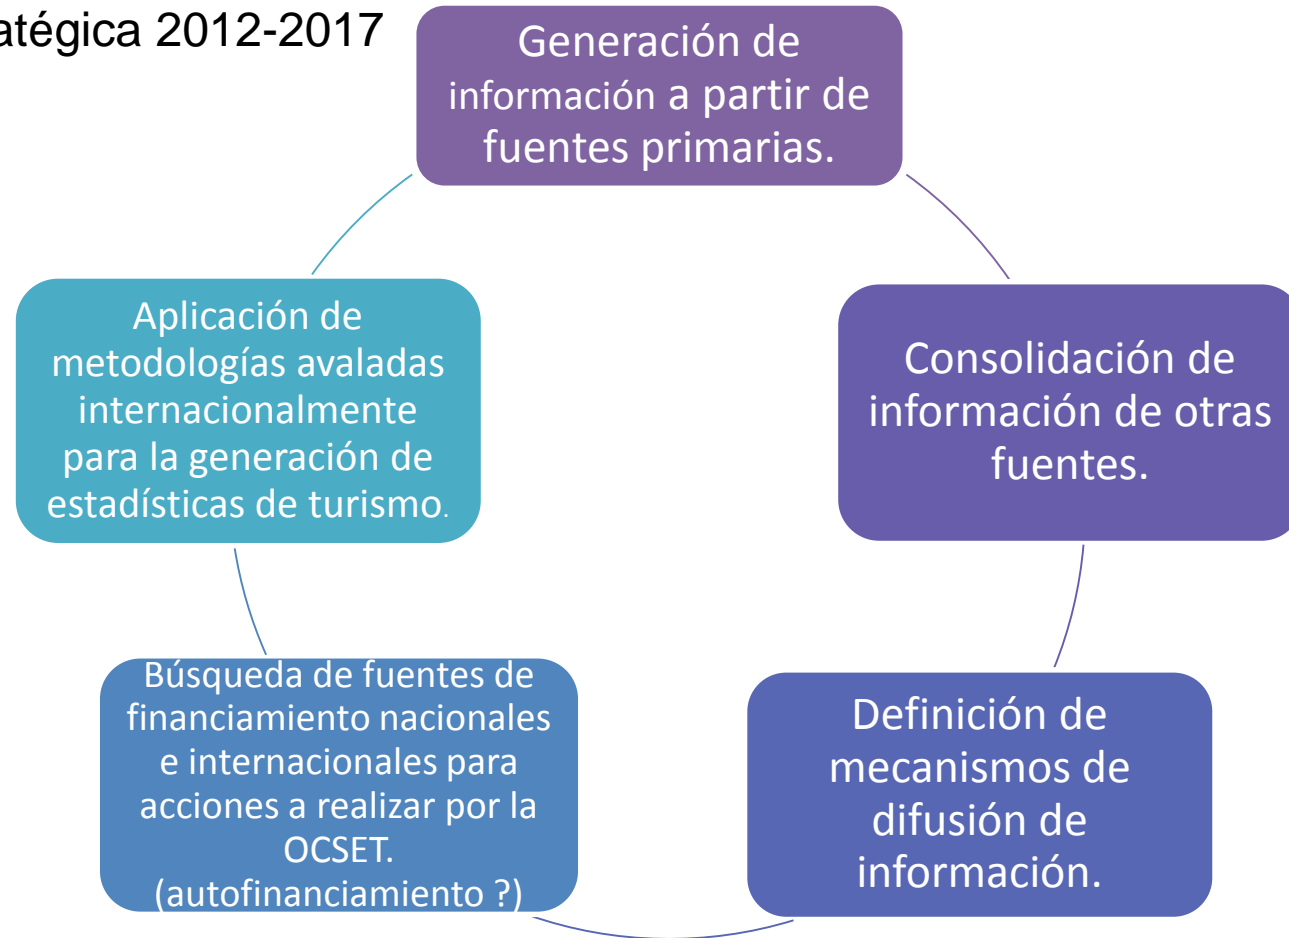 atégica 2012-2017
Generación de
información a partir de
fuentes primarias.
Consolidación de
información de otras
fuentes.
Definición de
mecanismos de
difusión de
información.
Búsqueda de fuentes de
financiamiento nacionales
e internacionales para
acciones a realizar por la
OCSET.
(autofinanciamiento ?)
Aplicación de
metodologías avaladas
internacionalmente
para la generación de
estadísticas de turismo.